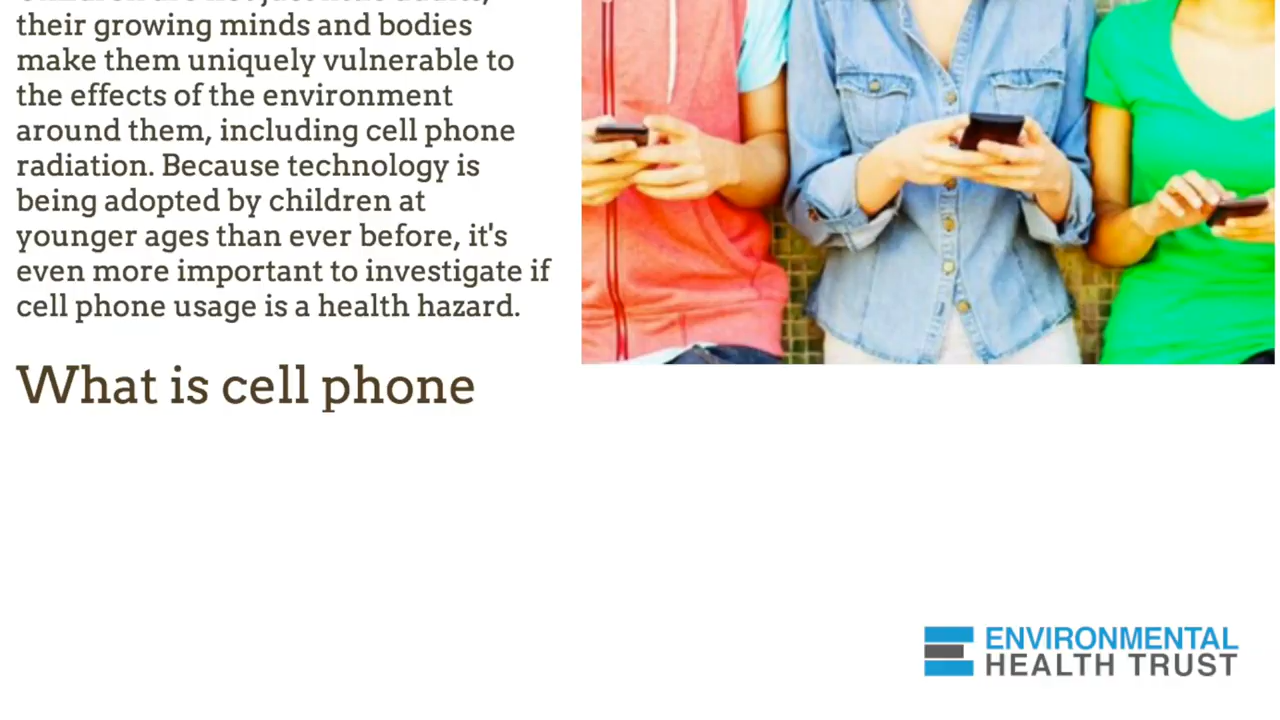 their growing minds and bodies
make them uniquely vulnerable to
the effects of the environment
around them, including cell phone
radiation. Because technology is
being adopted by children at
younger ages than ever before, it's
even more important to investigate if
cell phone usage is a health hazard.
What is cell phone
ENVIRONMENTAL
HEALTH TRUST